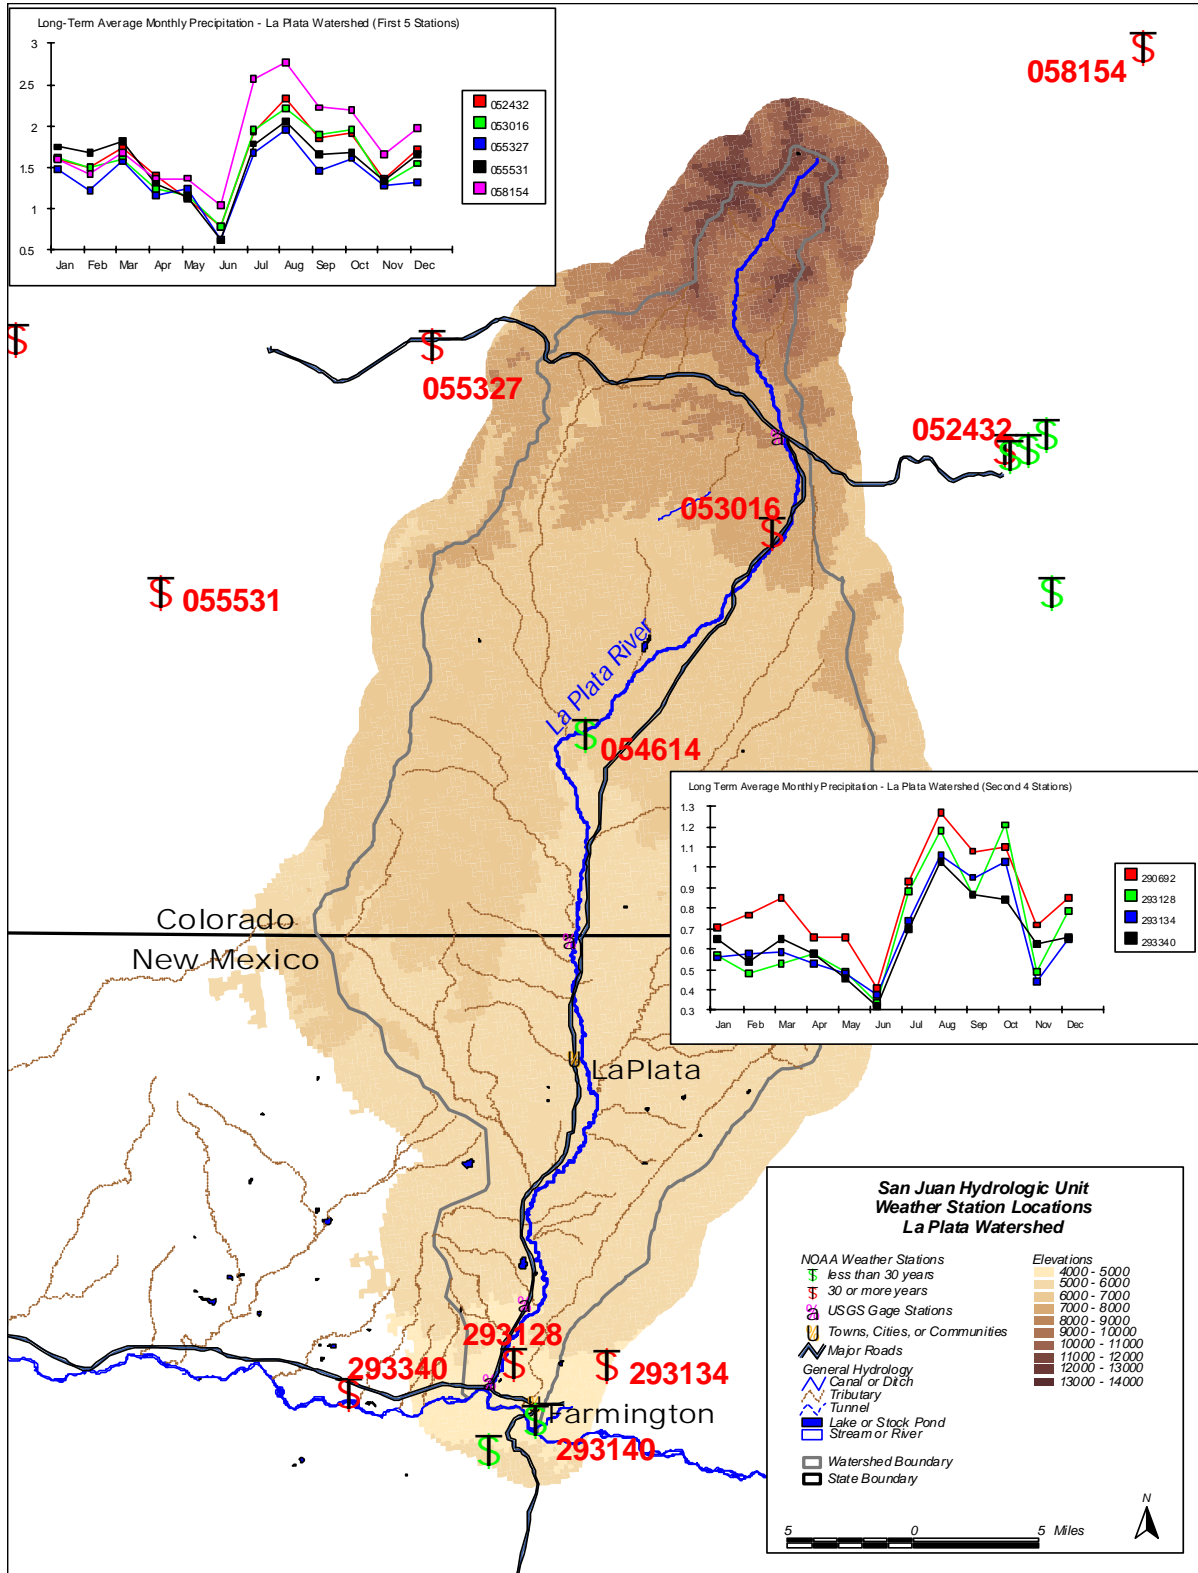 Long-Term Average Monthly Precipitation - La Plata Watershed (First 5 Stations)
3
2.5
2
1.5
1
0.5
Jan Feb Mar Apr May Jun Jul Aug Sep Oct Nov Dec
052432
053016
055327
055531
058154
058154
055327
052432
053016
055531
La Plata River
054614
Long Term Average Monthly Precipitation - La Plata Watershed (Second 4 Stations)
1.3
1.2
1.1
1
0.9
0.8
0.7
0.6
0.5
0.4
0.3
Jan Feb Mar Apr May Jun Jul Aug Sep Oct Nov Dec
290692
293128
293134
293340
Colorado
New Mexico
LaPlata
293128
293340
293134
Farmington
293140
San Juan Hydrologic Unit
Weather Station Locations
La Plata Watershed
NOAA Weather Stations
less than 30 years
30 or more years
USGS Gage Stations
Towns, Cities, or Communities
Major Roads
General Hydrology
Canal or Ditch
Tributary
Tunnel
Lake or Stock Pond
Stream or River
Watershed Boundary
State Boundary
Elevations
4000 - 5000
5000 - 6000
6000 - 7000
7000 - 8000
8000 - 9000
9000 - 10000
10000 - 11000
11000 - 12000
12000 - 13000
13000 - 14000
N
5 0 5 Miles